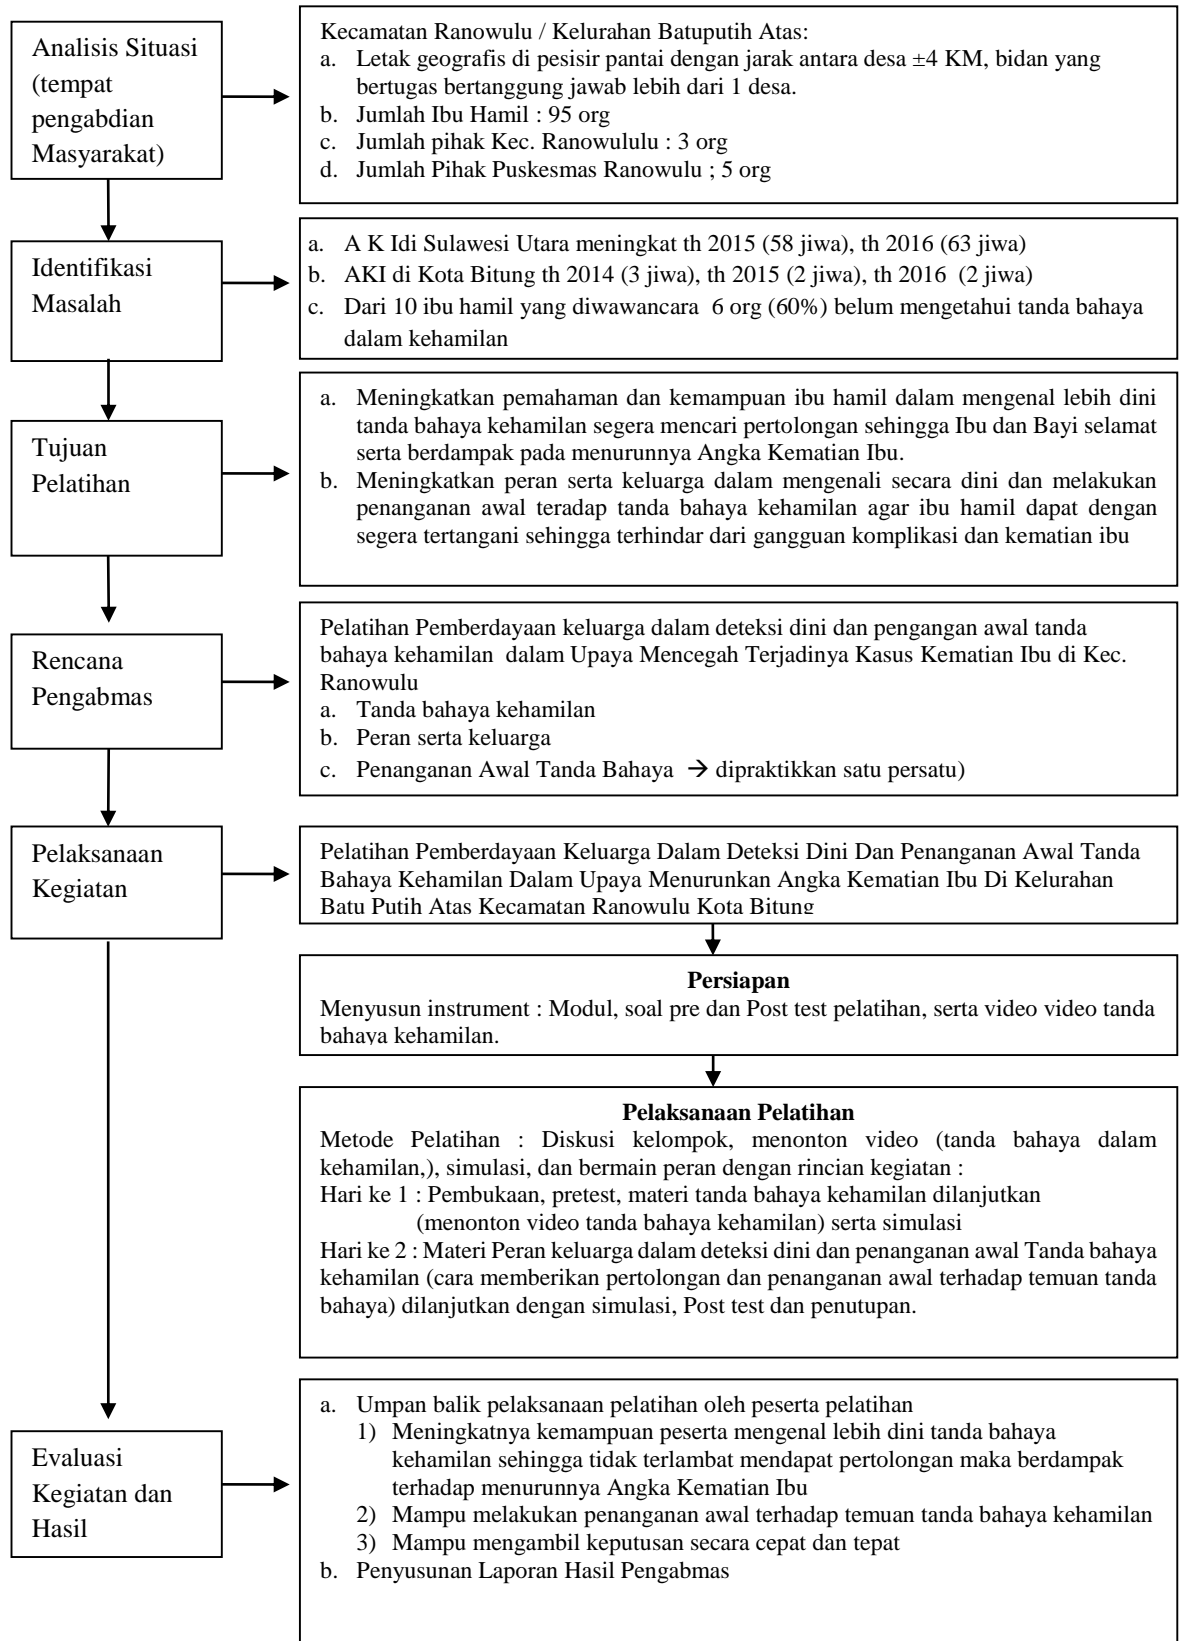 Analisis Situasi
(tempat
pengabdian
Masyarakat)
Kecamatan Ranowulu / Kelurahan Batuputih Atas:
a. Letak geografis di pesisir pantai dengan jarak antara desa ±4 KM, bidan yang
bertugas bertanggung jawab lebih dari 1 desa.
b. Jumlah Ibu Hamil : 95 org
c. Jumlah pihak Kec. Ranowululu : 3 org
d. Jumlah Pihak Puskesmas Ranowulu ; 5 org
Identifikasi
Masalah
a. A K Idi Sulawesi Utara meningkat th 2015 (58 jiwa), th 2016 (63 jiwa)
b. AKI di Kota Bitung th 2014 (3 jiwa), th 2015 (2 jiwa), th 2016 (2 jiwa)
c. Dari 10 ibu hamil yang diwawancara 6 org (60%) belum mengetahui tanda bahaya
dalam kehamilan
Tujuan
Pelatihan
a. Meningkatkan pemahaman dan kemampuan ibu hamil dalam mengenal lebih dini
tanda bahaya kehamilan segera mencari pertolongan sehingga Ibu dan Bayi selamat
serta berdampak pada menurunnya Angka Kematian Ibu.
b. Meningkatkan peran serta keluarga dalam mengenali secara dini dan melakukan
penanganan awal teradap tanda bahaya kehamilan agar ibu hamil dapat dengan
segera tertangani sehingga terhindar dari gangguan komplikasi dan kematian ibu
Rencana
Pengabmas
Pelatihan Pemberdayaan keluarga dalam deteksi dini dan pengangan awal tanda
bahaya kehamilan dalam Upaya Mencegah Terjadinya Kasus Kematian Ibu di Kec.
Ranowulu
a. Tanda bahaya kehamilan
b. Peran serta keluarga
c. Penanganan Awal Tanda Bahaya → dipraktikkan satu persatu)
Pelaksanaan
Kegiatan
Pelatihan Pemberdayaan Keluarga Dalam Deteksi Dini Dan Penanganan Awal Tanda
Bahaya Kehamilan Dalam Upaya Menurunkan Angka Kematian Ibu Di Kelurahan
Batu Putih Atas Kecamatan Ranowulu Kota Bitung
Persiapan
Menyusun instrument : Modul, soal pre dan Post test pelatihan, serta video video tanda
bahaya kehamilan.
Pelaksanaan Pelatihan
Metode Pelatihan : Diskusi kelompok, menonton video (tanda bahaya dalam
kehamilan,), simulasi, dan bermain peran dengan rincian kegiatan :
Hari ke 1 : Pembukaan, pretest, materi tanda bahaya kehamilan dilanjutkan
(menonton video tanda bahaya kehamilan) serta simulasi
Hari ke 2 : Materi Peran keluarga dalam deteksi dini dan penanganan awal Tanda bahaya
kehamilan (cara memberikan pertolongan dan penanganan awal terhadap temuan tanda
bahaya) dilanjutkan dengan simulasi, Post test dan penutupan.
Evaluasi
Kegiatan dan
Hasil
a. Umpan balik pelaksanaan pelatihan oleh peserta pelatihan
1) Meningkatnya kemampuan peserta mengenal lebih dini tanda bahaya
kehamilan sehingga tidak terlambat mendapat pertolongan maka berdampak
terhadap menurunnya Angka Kematian Ibu
2) Mampu melakukan penanganan awal terhadap temuan tanda bahaya kehamilan
3) Mampu mengambil keputusan secara cepat dan tepat
b. Penyusunan Laporan Hasil Pengabmas